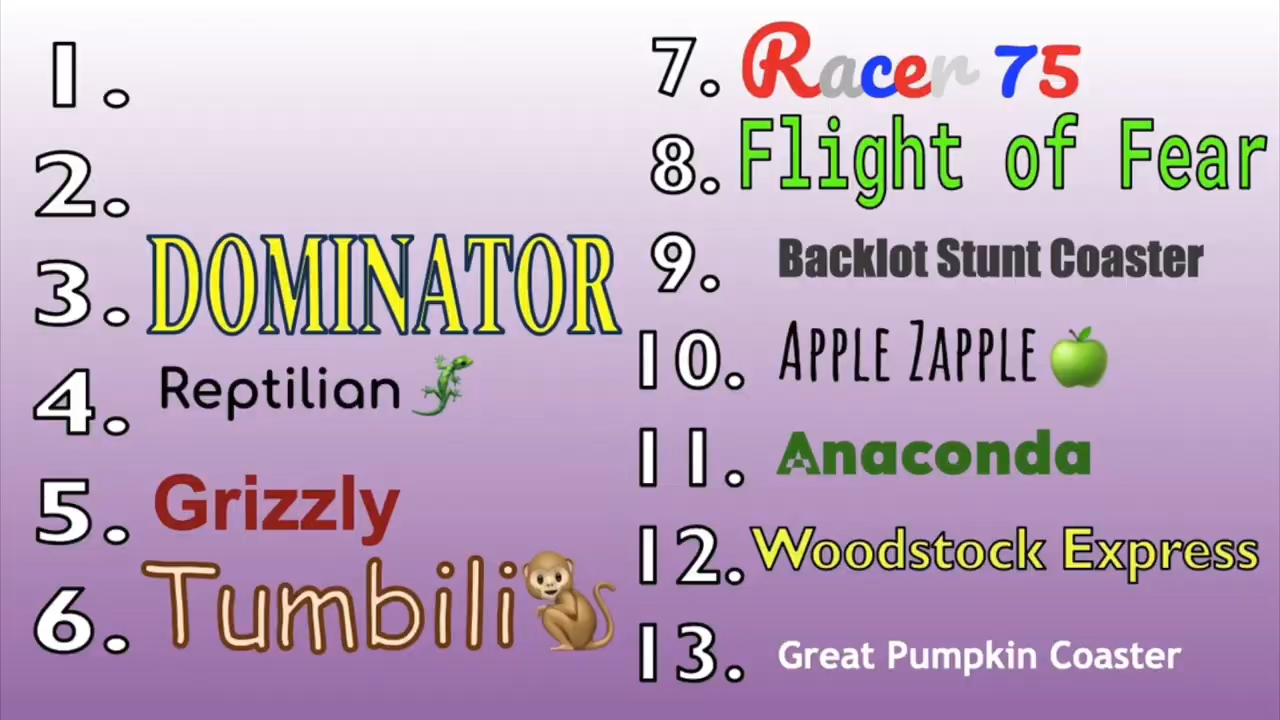 1.
2.
3. DOMINATOR
4. Reptilian
5. Grizzly
6. Tumbili
7. Racer 75
8. Flight of Fear
9. Backlot Stunt Coaster
10. Apple Zapple
11. Anaconda
12. Woodstock Express
13. Great Pumpkin Coaster